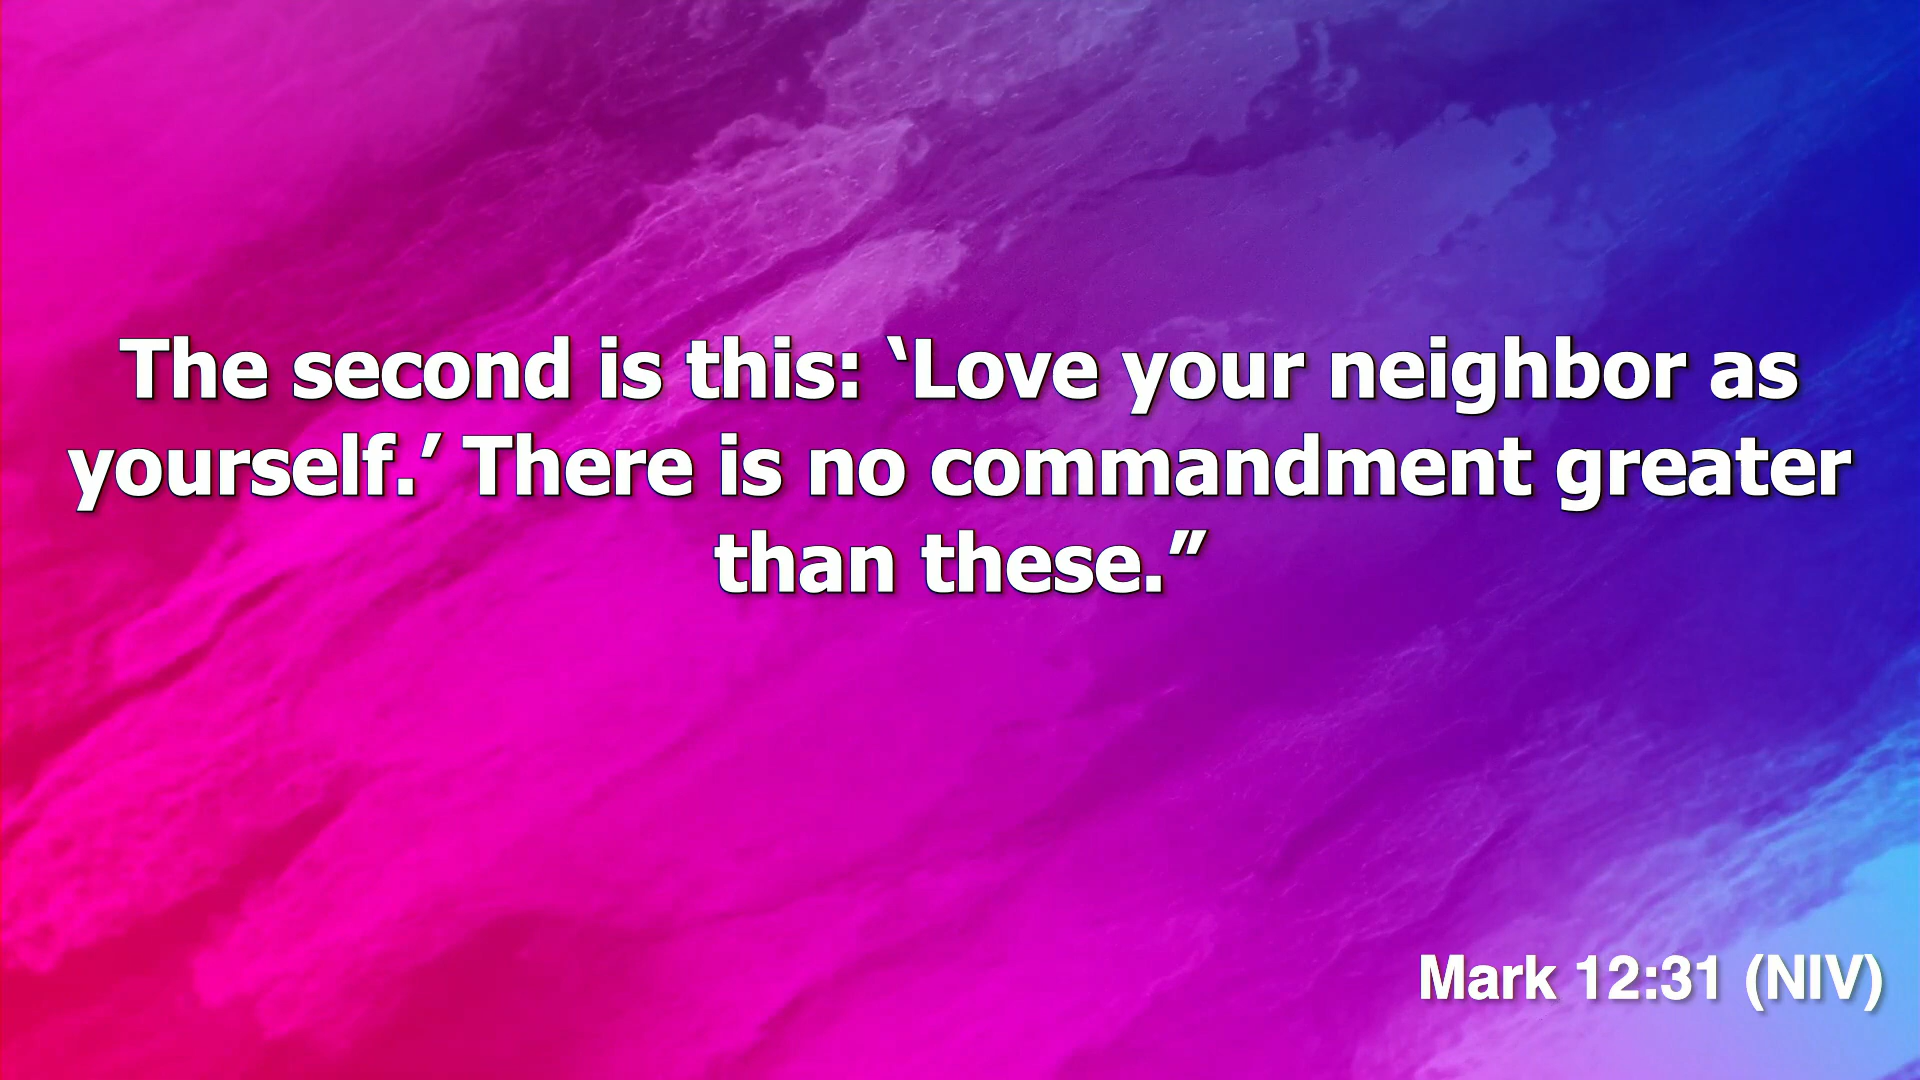 The second is this: ‘Love your neighbor as
yourself.’ There is no commandment greater
than these.”
Mark 12:31 (NIV)